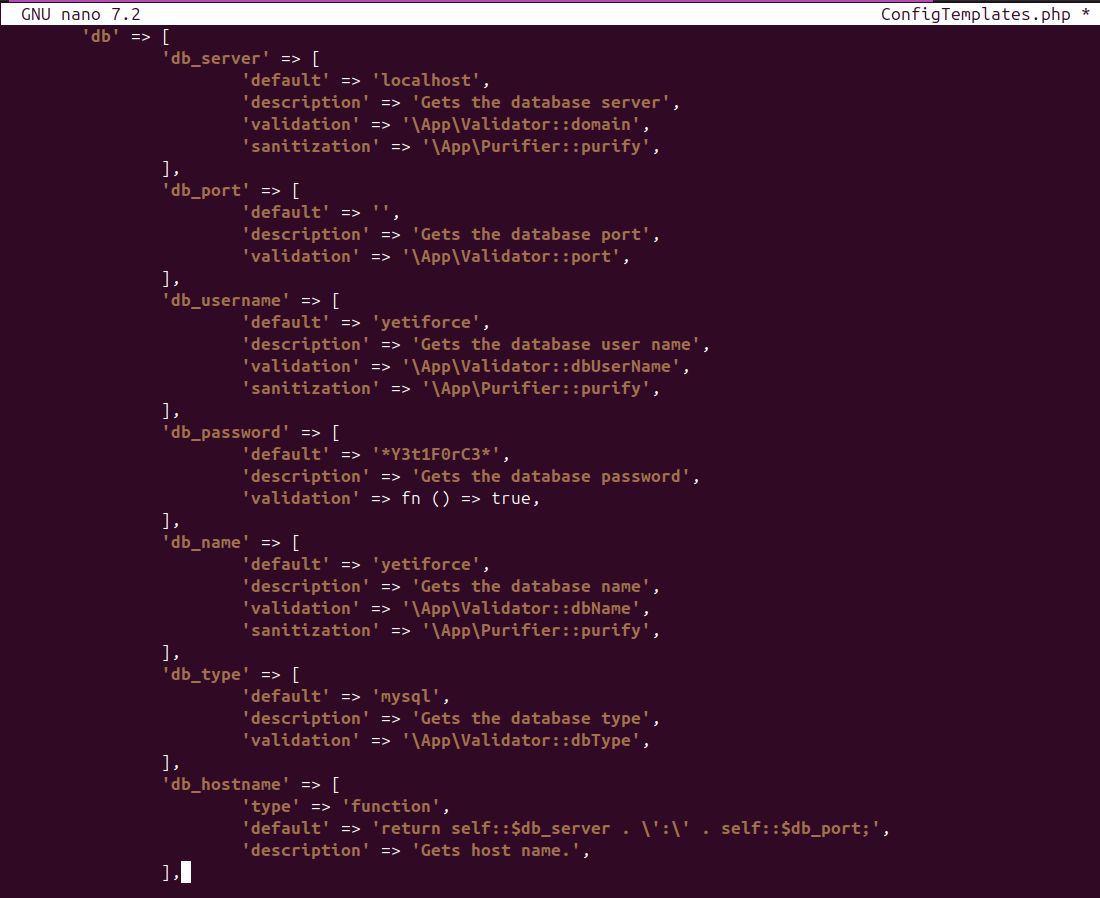 GNU nano 7.2 ConfigTemplates.php *
'db' => [
'db_server' => [
'default' => 'localhost',
'description' => 'Gets the database server',
'validation' => '\App\Validator::domain',
'sanitization' => '\App\Purifier::purify',
],
'db_port' => [
'default' => '',
'description' => 'Gets the database port',
'validation' => '\App\Validator::port',
],
'db_username' => [
'default' => 'yetiforce',
'description' => 'Gets the database user name',
'validation' => '\App\Validator::dbUserName',
'sanitization' => '\App\Purifier::purify',
],
'db_password' => [
'default' => '*Y3t1F0rC3*',
'description' => 'Gets the database password',
'validation' => fn () => true,
],
'db_name' => [
'default' => 'yetiforce',
'description' => 'Gets the database name',
'validation' => '\App\Validator::dbName',
'sanitization' => '\App\Purifier::purify',
],
'db_type' => [
'default' => 'mysql',
'description' => 'Gets the database type',
'validation' => '\App\Validator::dbType',
],
'db_hostname' => [
'type' => 'function',
'default' => 'return self::$db_server . \':\' . self::$db_port;',
'description' => 'Gets host name.',
],